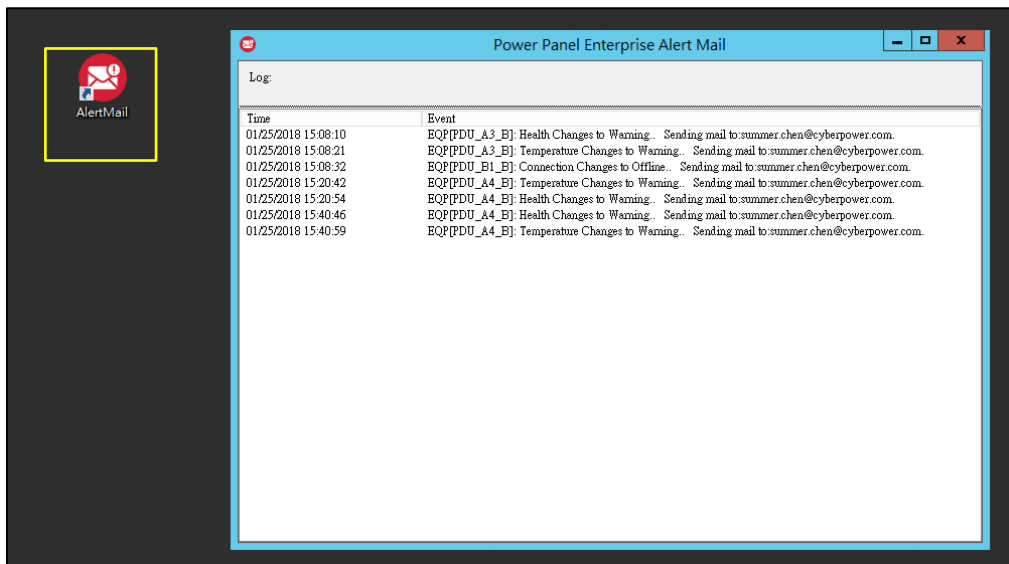 AlertMail
Power Panel Enterprise Alert Mail
Log:
Time Event
01/25/2018 15:08:10 EQP[PDU_A3_B]: Health Changes to Warning.. Sending mail to:summer.chen@cyberpower.com.
01/25/2018 15:08:21 EQP[PDU_A3_B]: Temperature Changes to Warning.. Sending mail to:summer.chen@cyberpower.com.
01/25/2018 15:08:32 EQP[PDU_B1_B]: Connection Changes to Offline.. Sending mail to:summer.chen@cyberpower.com.
01/25/2018 15:20:42 EQP[PDU_A4_B]: Temperature Changes to Warning.. Sending mail to:summer.chen@cyberpower.com.
01/25/2018 15:20:54 EQP[PDU_A4_B]: Health Changes to Warning.. Sending mail to:summer.chen@cyberpower.com.
01/25/2018 15:40:46 EQP[PDU_A4_B]: Health Changes to Warning.. Sending mail to:summer.chen@cyberpower.com.
01/25/2018 15:40:59 EQP[PDU_A4_B]: Temperature Changes to Warning.. Sending mail to:summer.chen@cyberpower.com.